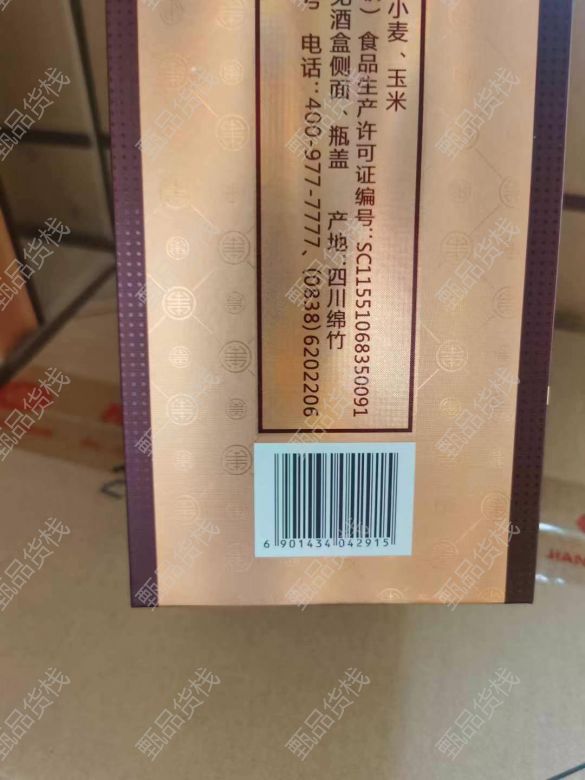 小麦、玉米
）食品生产许可证编号：SC11551068350091
酒盒侧面、瓶盖 产地：四川绵竹
号 电话：400-977-7777、(0838)6202206
6 901434 042915
JIAN
甄品货栈